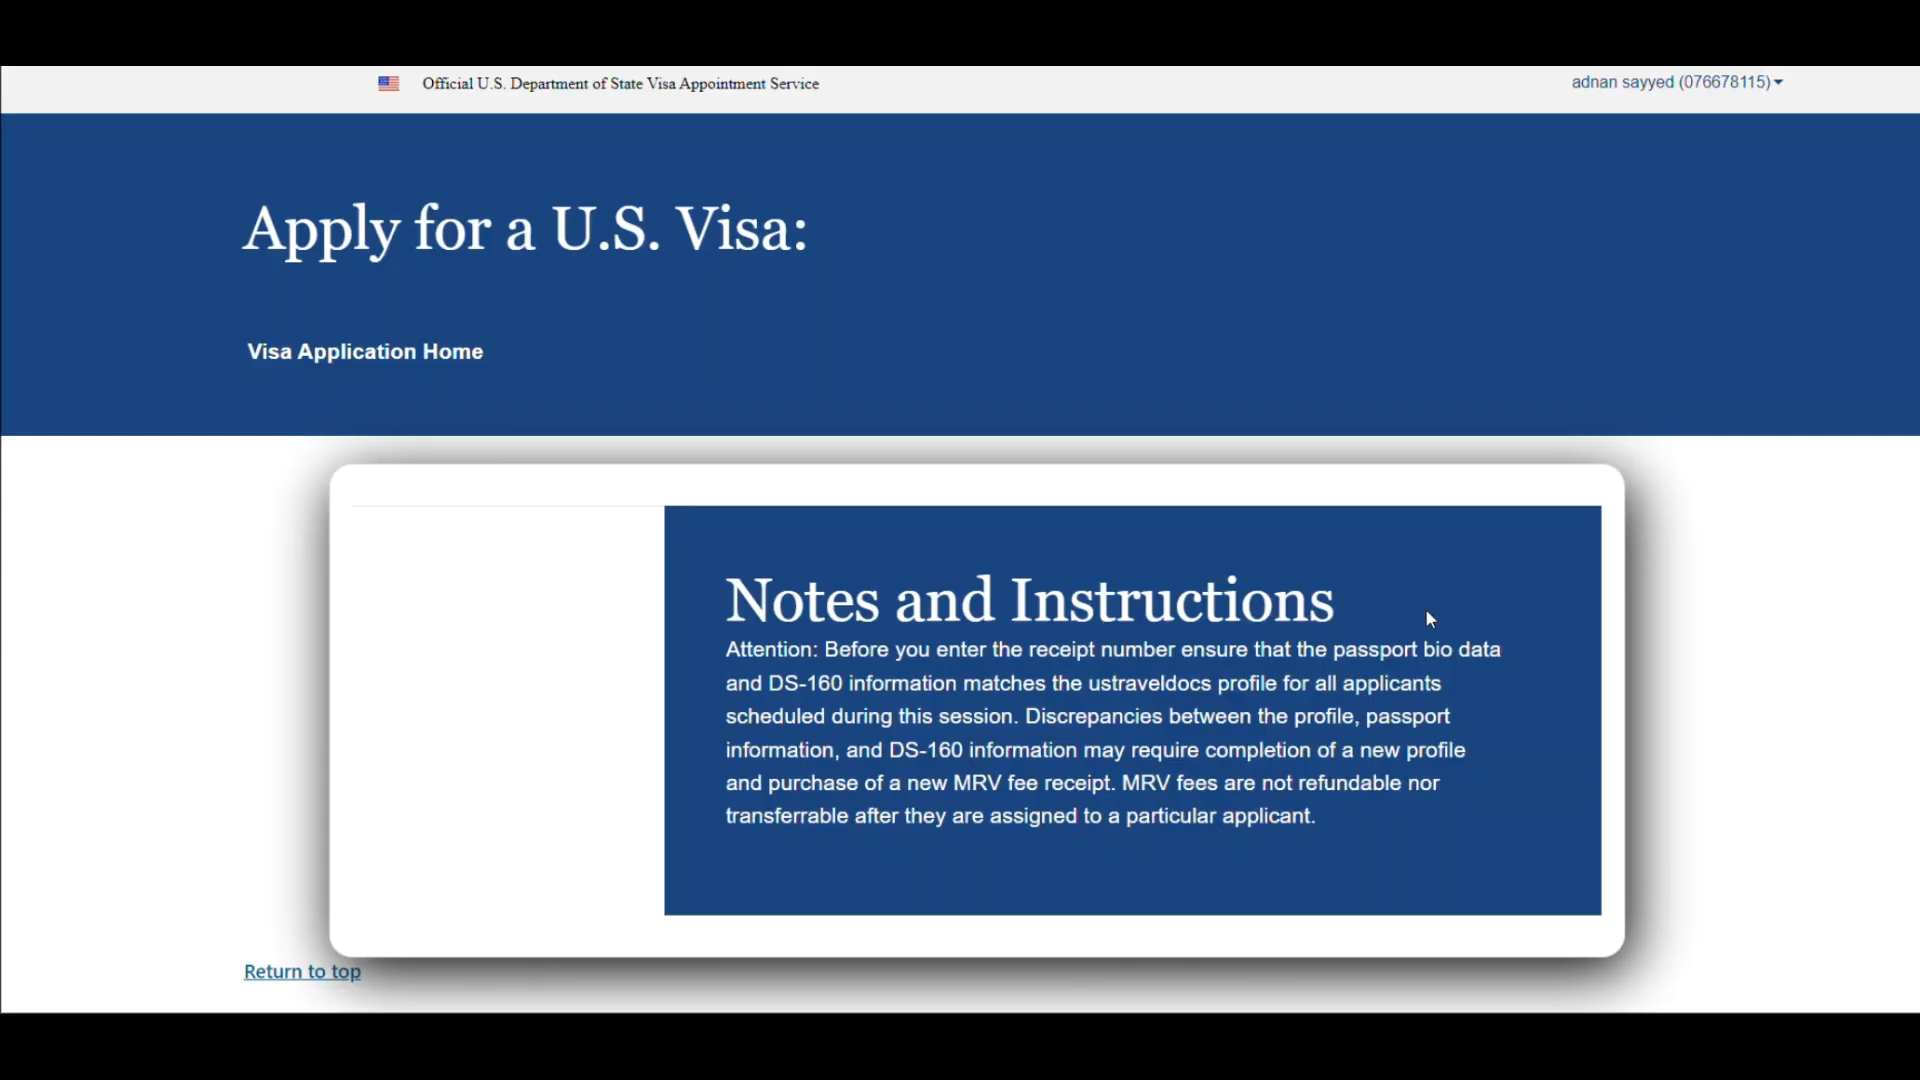 Official U.S. Department of State Visa Appointment Service
adnan sayyed (076678115)
Apply for a U.S. Visa:
Visa Application Home
Notes and Instructions
Attention: Before you enter the receipt number ensure that the passport bio data
and DS-160 information matches the ustraveldocs profile for all applicants
scheduled during this session. Discrepancies between the profile, passport
information, and DS-160 information may require completion of a new profile
and purchase of a new MRV fee receipt. MRV fees are not refundable nor
transferrable after they are assigned to a particular applicant.
Return to top